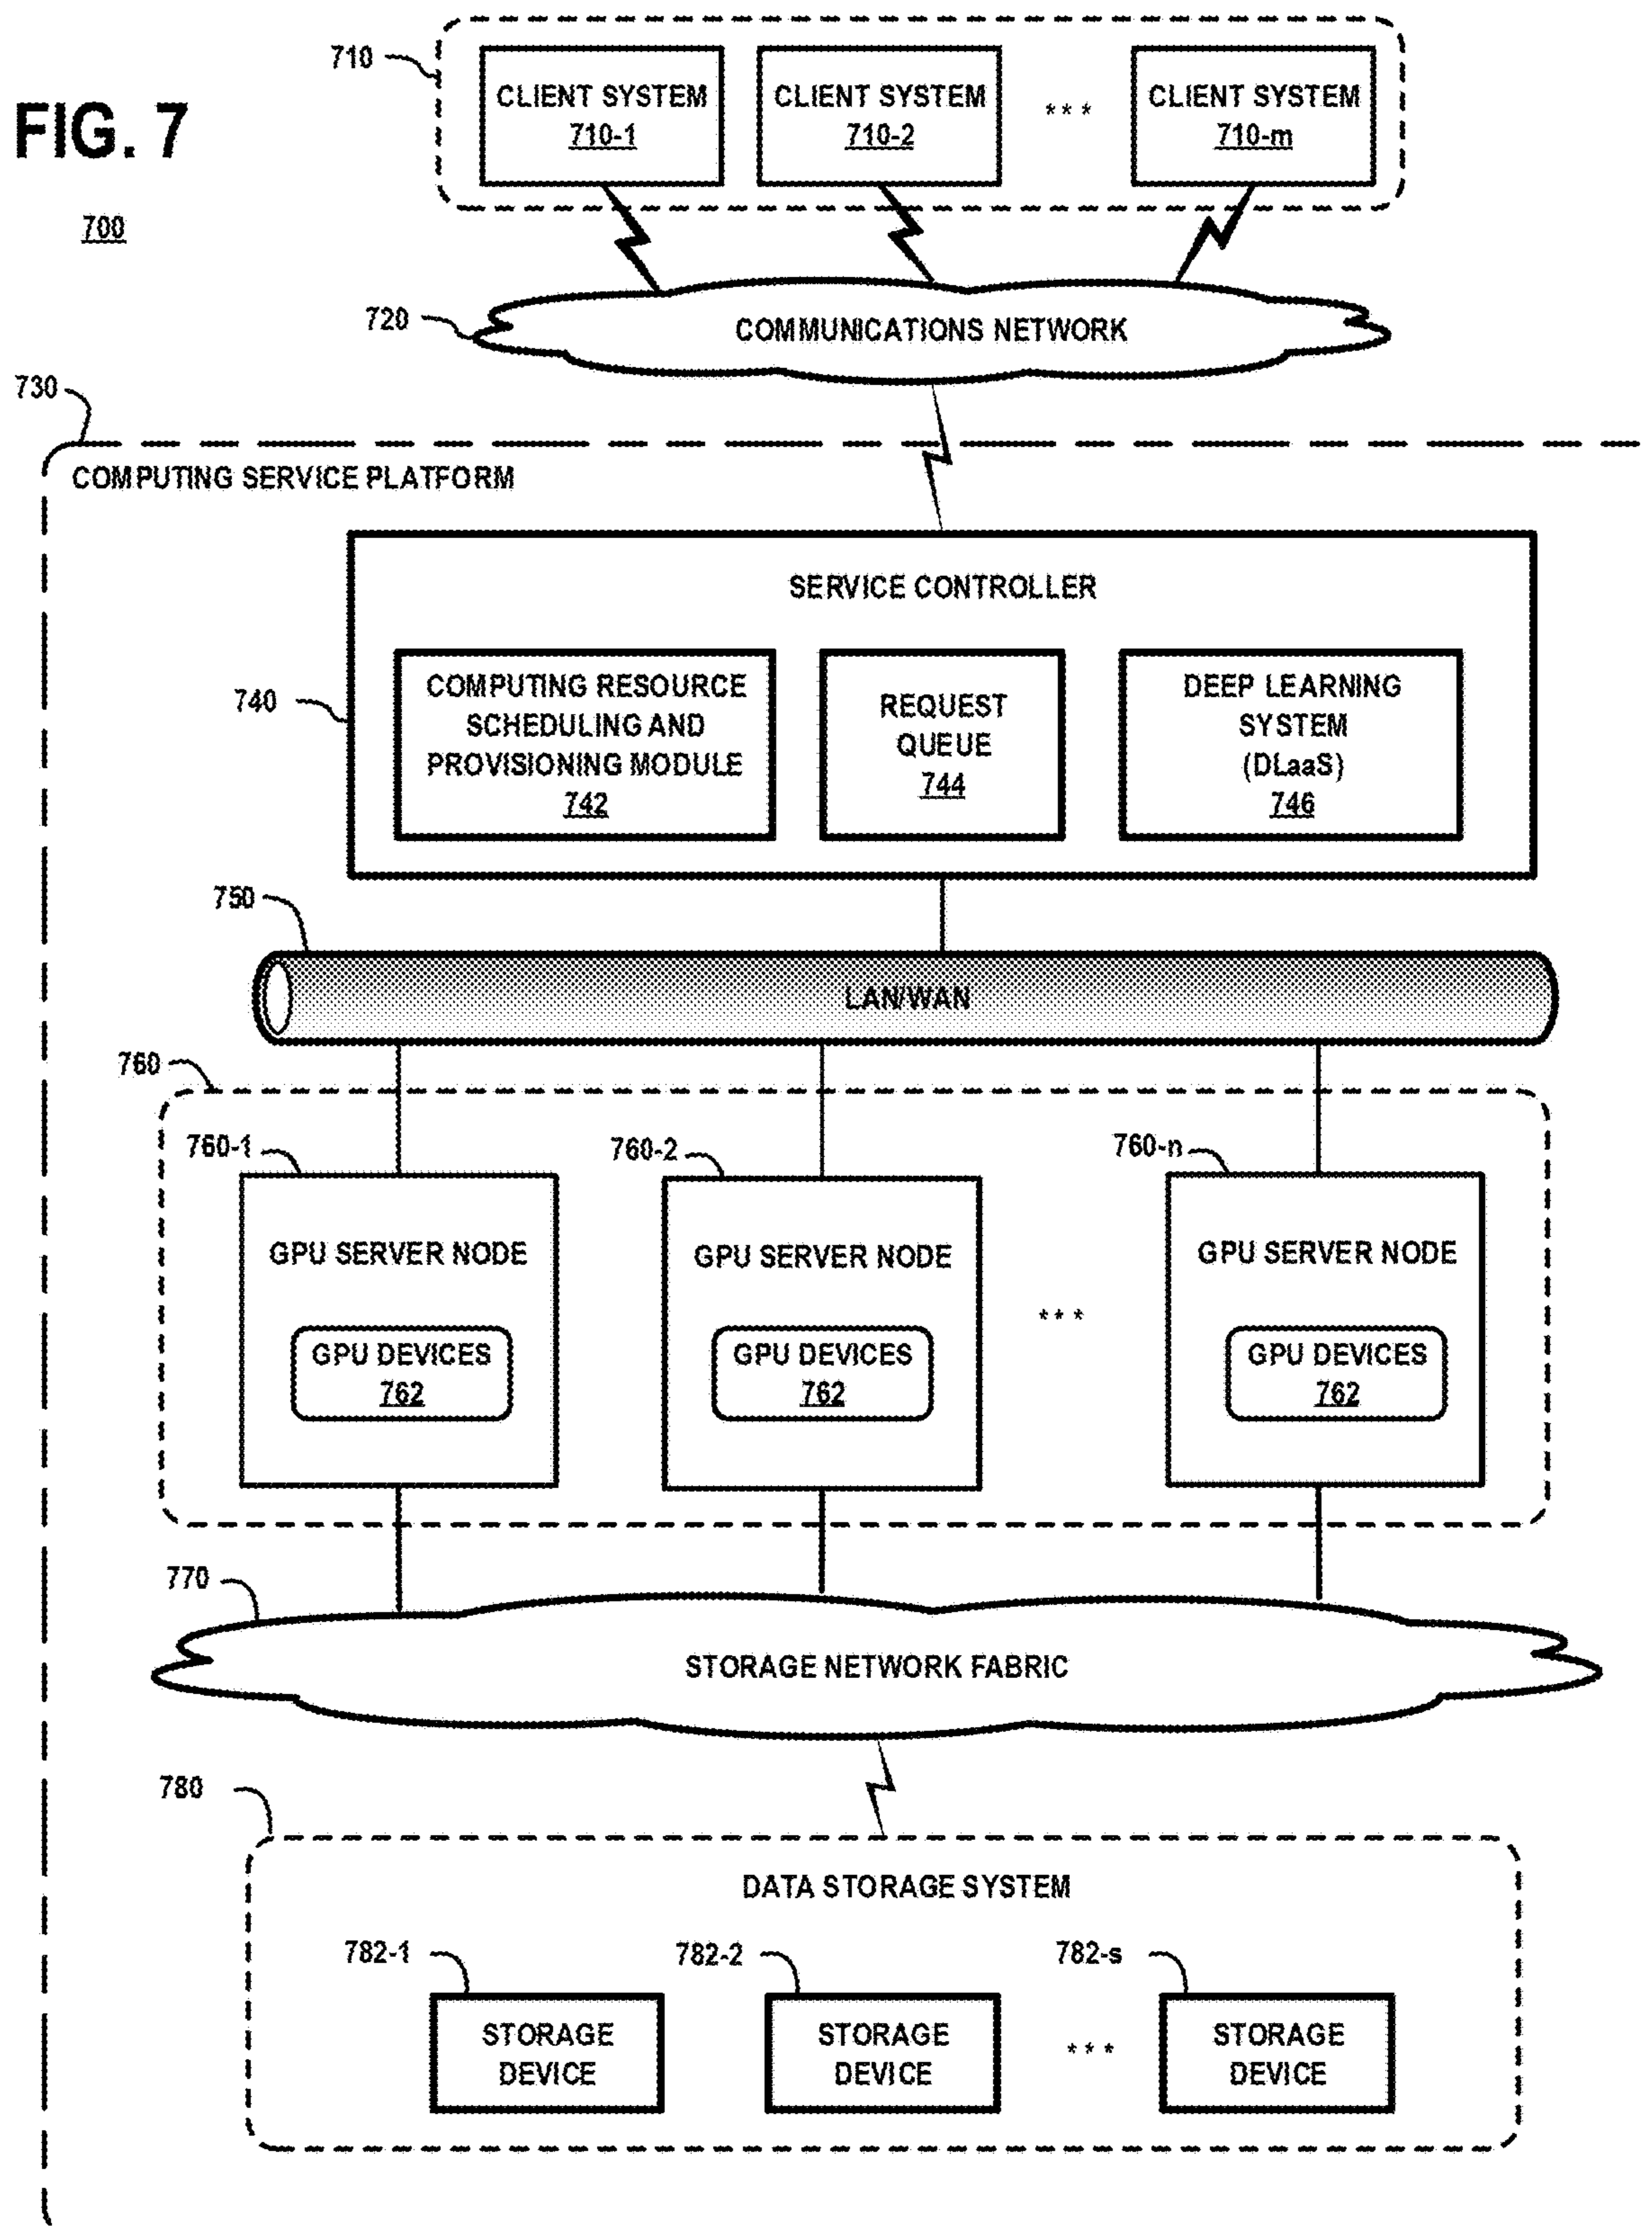 710
CLIENT SYSTEM
710-1
CLIENT SYSTEM
710-2
* * *
CLIENT SYSTEM
710-m
FIG. 7
700
720
COMMUNICATIONS NETWORK
730
COMPUTING SERVICE PLATFORM
SERVICE CONTROLLER
740
COMPUTING RESOURCE
SCHEDULING AND
PROVISIONING MODULE
742
REQUEST
QUEUE
744
DEEP LEARNING
SYSTEM
(DLaaS)
746
750
LAN/WAN
760
760-1
GPU SERVER NODE
GPU DEVICES
762
760-2
GPU SERVER NODE
GPU DEVICES
762
* * *
760-n
GPU SERVER NODE
GPU DEVICES
762
770
STORAGE NETWORK FABRIC
780
DATA STORAGE SYSTEM
782-1
STORAGE
DEVICE
782-2
STORAGE
DEVICE
* * *
782-s
STORAGE
DEVICE